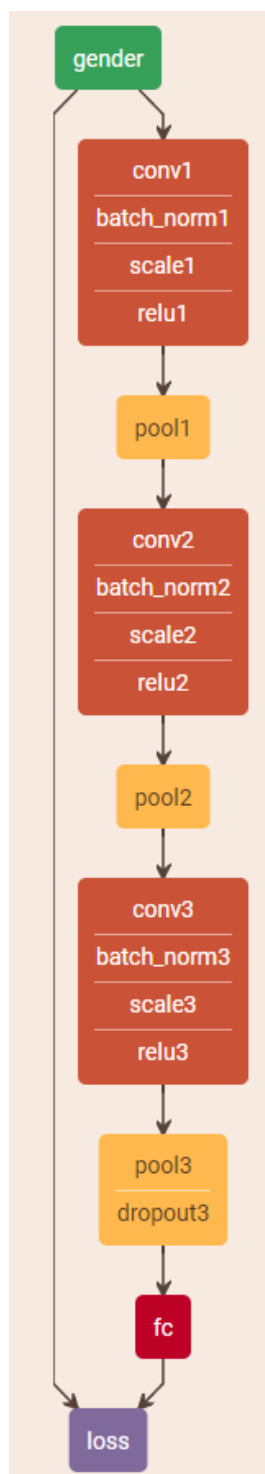 gender
conv1
batch_norm1
scale1
relu1
pool1
conv2
batch_norm2
scale2
relu2
pool2
conv3
batch_norm3
scale3
relu3
pool3
dropout3
fc
loss